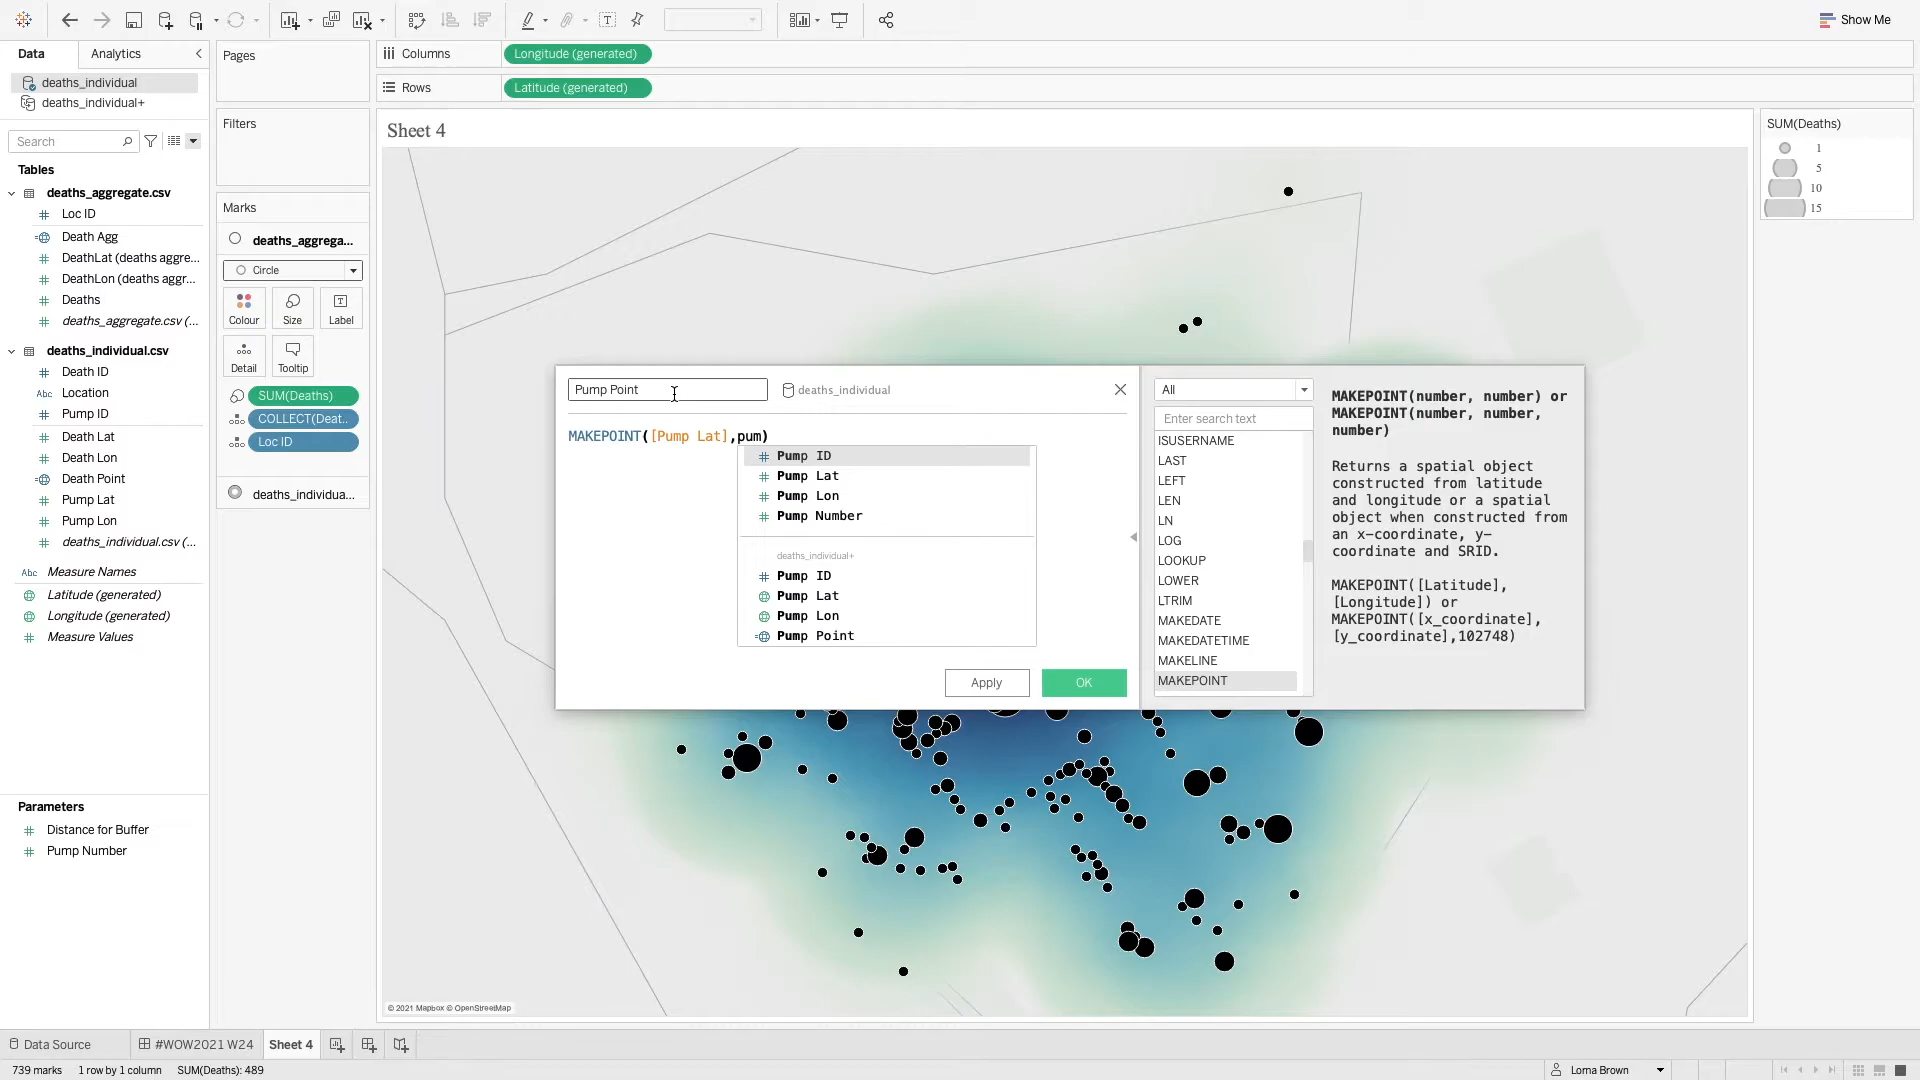 Show Me
Data
Analytics
deaths_individual
deaths_individual+
Search
Tables
deaths_aggregate.csv
Loc ID
Death Agg
DeathLat (deaths aggre...
DeathLon (deaths aggr...
Deaths
deaths_aggregate.csv (...
deaths_individual.csv
Death ID
Abc Location
Pump ID
Death Lat
Death Lon
Death Point
Pump Lat
Pump Lon
deaths_individual.csv (...
Abc Measure Names
Latitude (generated)
Longitude (generated)
Measure Values
Parameters
Distance for Buffer
Pump Number
Pages
Filters
Marks
deaths_aggrega...
Circle
Colour
Size
Label
Detail
Tooltip
SUM(Deaths)
COLLECT(Deat..
Loc ID
deaths_individua...
Columns
Longitude (generated)
Rows
Latitude (generated)
Sheet 4
Pump Point
deaths_individual
MAKEPOINT([Pump Lat],pum)
Pump ID
Pump Lat
Pump Lon
Pump Number
deaths_individual+
Pump ID
Pump Lat
Pump Lon
Pump Point
Apply
OK
All
Enter search text
ISUSERNAME
LAST
LEFT
LEN
LN
LOG
LOOKUP
LOWER
LTRIM
MAKEDATE
MAKEDATETIME
MAKELINE
MAKEPOINT
MAKEPOINT(number, number) or
MAKEPOINT(number, number,
number)
Returns a spatial object
constructed from latitude
and longitude or a spatial
object when constructed from
an x-coordinate, y-
coordinate and SRID.
MAKEPOINT([Latitude],
[Longitude]) or
MAKEPOINT([x_coordinate],
[y_coordinate],102748)
SUM(Deaths)
1
5
10
15
© 2021 Mapbox © OpenStreetMap
Data Source
#WOW2021 W24
Sheet 4
739 marks
1 row by 1 column
SUM(Deaths): 489
Lorna Brown